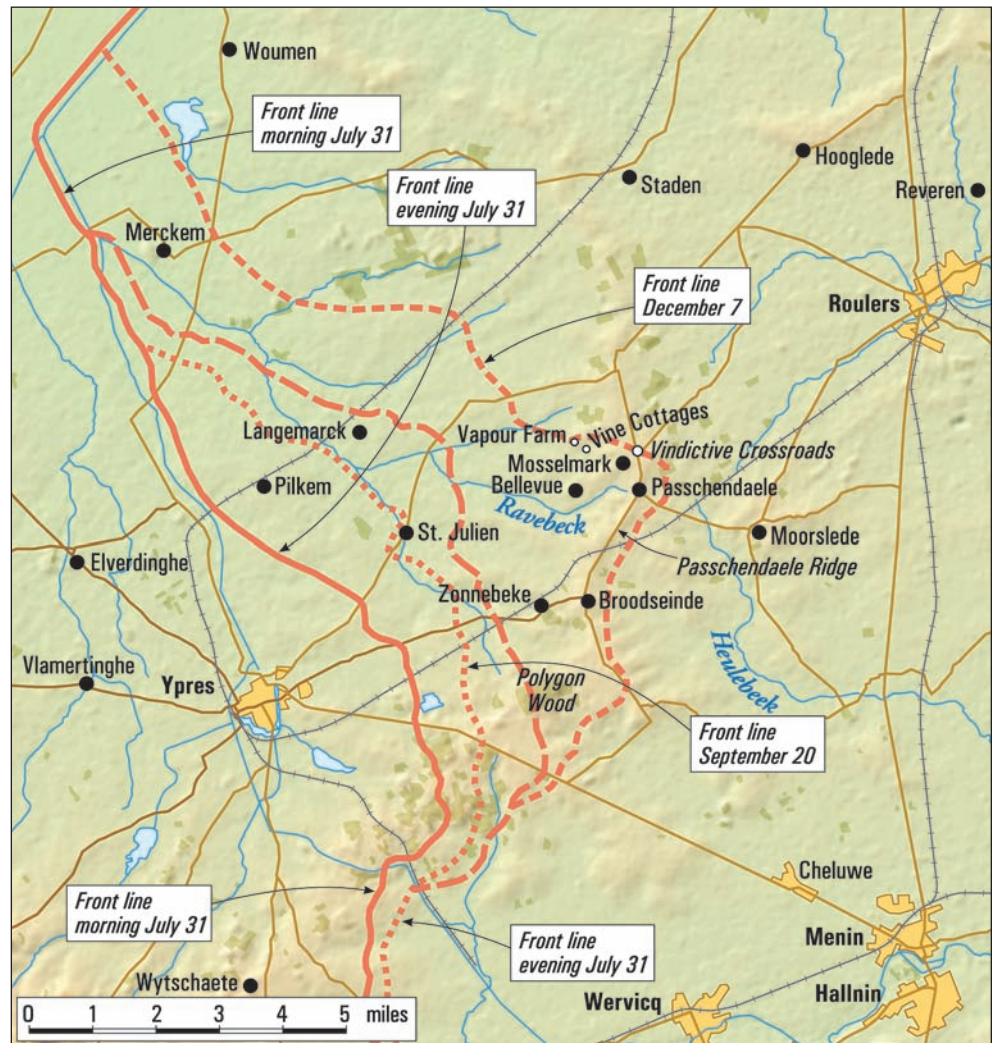 Woumen
Front line
morning July 31
Hooglede
Front line
evening July 31
Staden
Reveren
Merckem
Front line
December 7
Roulers
Langemarck
Vapour Farm
Vine Cottages
Vindictive Crossroads
Mosselmark
Pilkem
Bellevue
Passchendaele
Ravebeck
St. Julien
Moorslede
Elverdinghe
Passchendaele Ridge
Zonnebeke
Broodseinde
Heulebeek
Vlamertinghe
Ypres
Polygon
Wood
Front line
September 20
Cheluwe
Front line
morning July 31
Front line
evening July 31
Menin
Wytschaete
Wervicq
Hallnin
0 1 2 3 4 5 miles